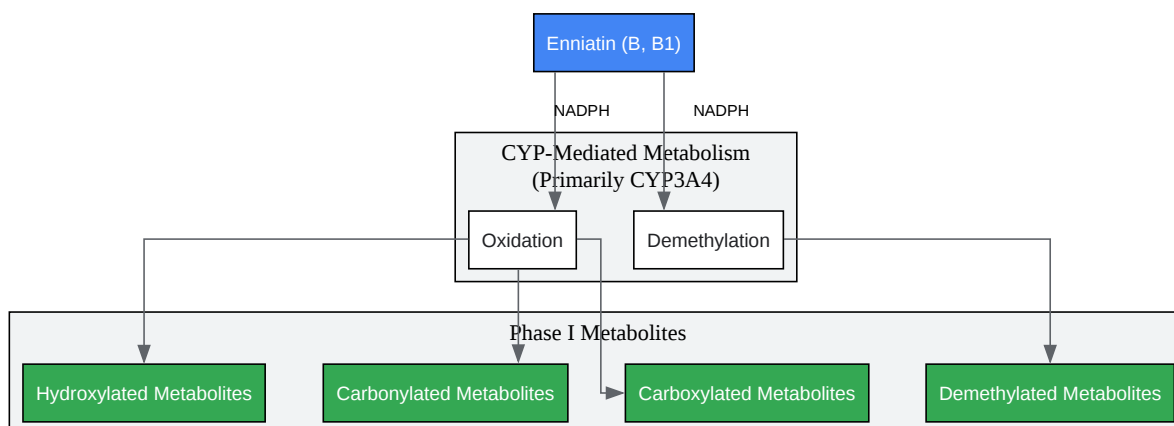 Enniatin (B, B1)
NADPH
NADPH
CYP-Mediated Metabolism
(Primarily CYP3A4)
Oxidation
Demethylation
Phase I Metabolites
Hydroxylated Metabolites
Carbonylated Metabolites
Carboxylated Metabolites
Demethylated Metabolites